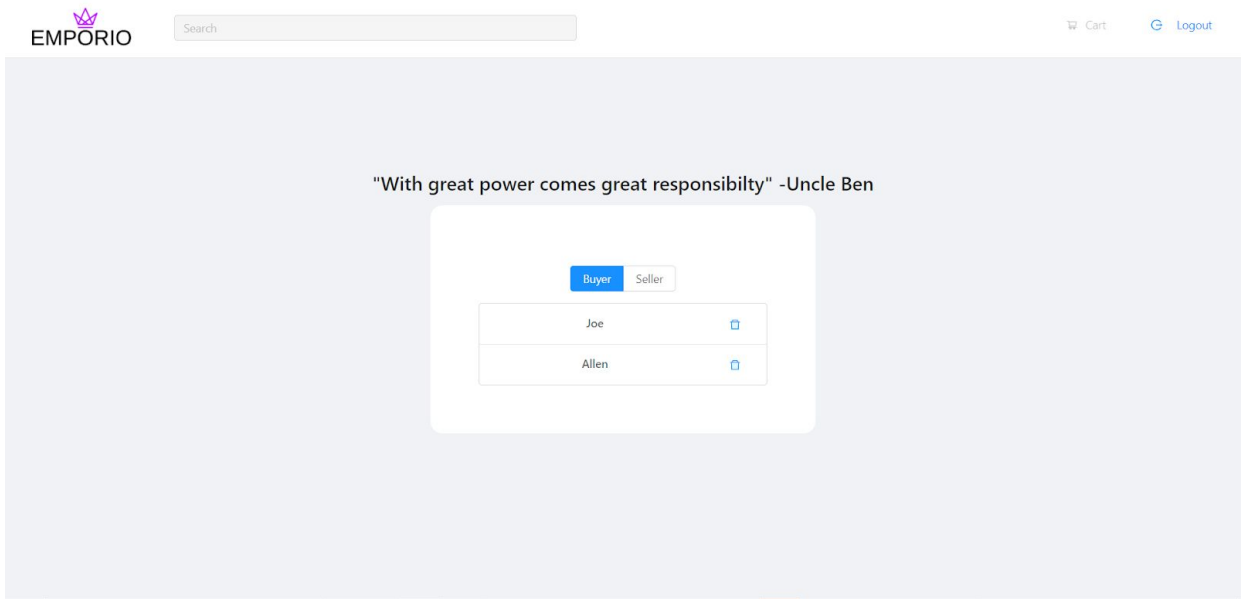 EMPORIO
Search
Cart
Logout
"With great power comes great responsibilty" -Uncle Ben
Buyer Seller
Joe
Allen